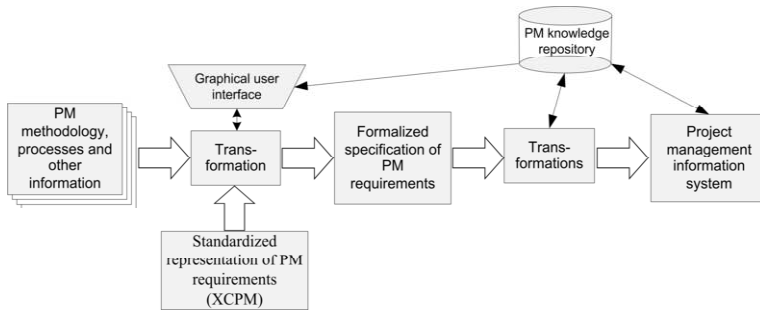 PM knowledge
repository
Graphical user
interface
PM
methodology,
processes and
other
information
Trans-
formation
Formalized
specification of
PM
requirements
Trans-
formations
Project
management
information
system
Standardized
representation of PM
requirements
(XCPM)